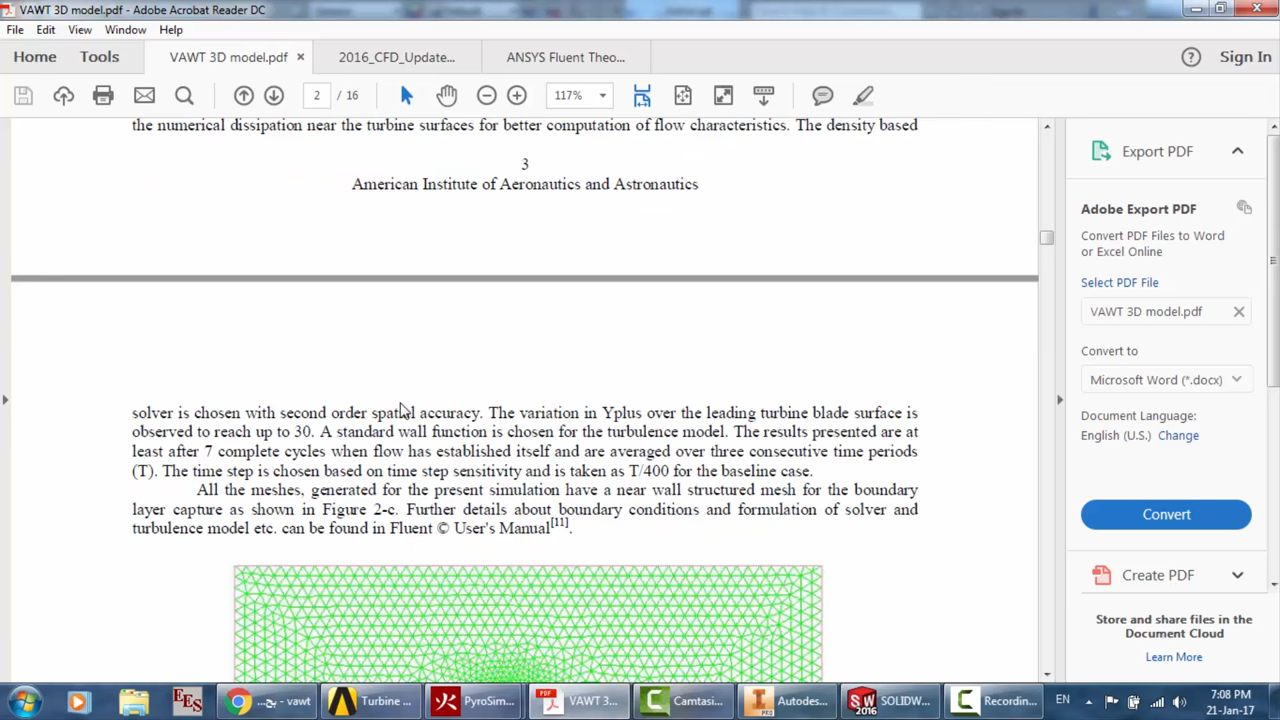 VAWT 3D model.pdf - Adobe Acrobat Reader DC
File Edit View Window Help
Home Tools VAWT 3D model.pdf × 2016_CFD_Update... ANSYS Fluent Theo... Sign In
2 / 16 117%
the numerical dissipation near the turbine surfaces for better computation of flow characteristics. The density based
3
American Institute of Aeronautics and Astronautics
solver is chosen with second order spatial accuracy. The variation in Yplus over the leading turbine blade surface is
observed to reach up to 30. A standard wall function is chosen for the turbulence model. The results presented are at
least after 7 complete cycles when flow has established itself and are averaged over three consecutive time periods
(T). The time step is chosen based on time step sensitivity and is taken as T/400 for the baseline case.
All the meshes, generated for the present simulation have a near wall structured mesh for the boundary
layer capture as shown in Figure 2-c. Further details about boundary conditions and formulation of solver and
turbulence model etc. can be found in Fluent © User's Manual[11].
Export PDF
Adobe Export PDF
Convert PDF Files to Word
or Excel Online
Select PDF File
VAWT 3D model.pdf
Convert to
Microsoft Word (*.docx)
Document Language:
English (U.S.) Change
Convert
Create PDF
Store and share files in the
Document Cloud
Learn More
EES - vawt Turbine ... PyroSim... PDF VAWT 3... Camtasi... PRO Autodes... SW 2016 SOLIDW... Recordin... EN 7:08 PM
21-Jan-17